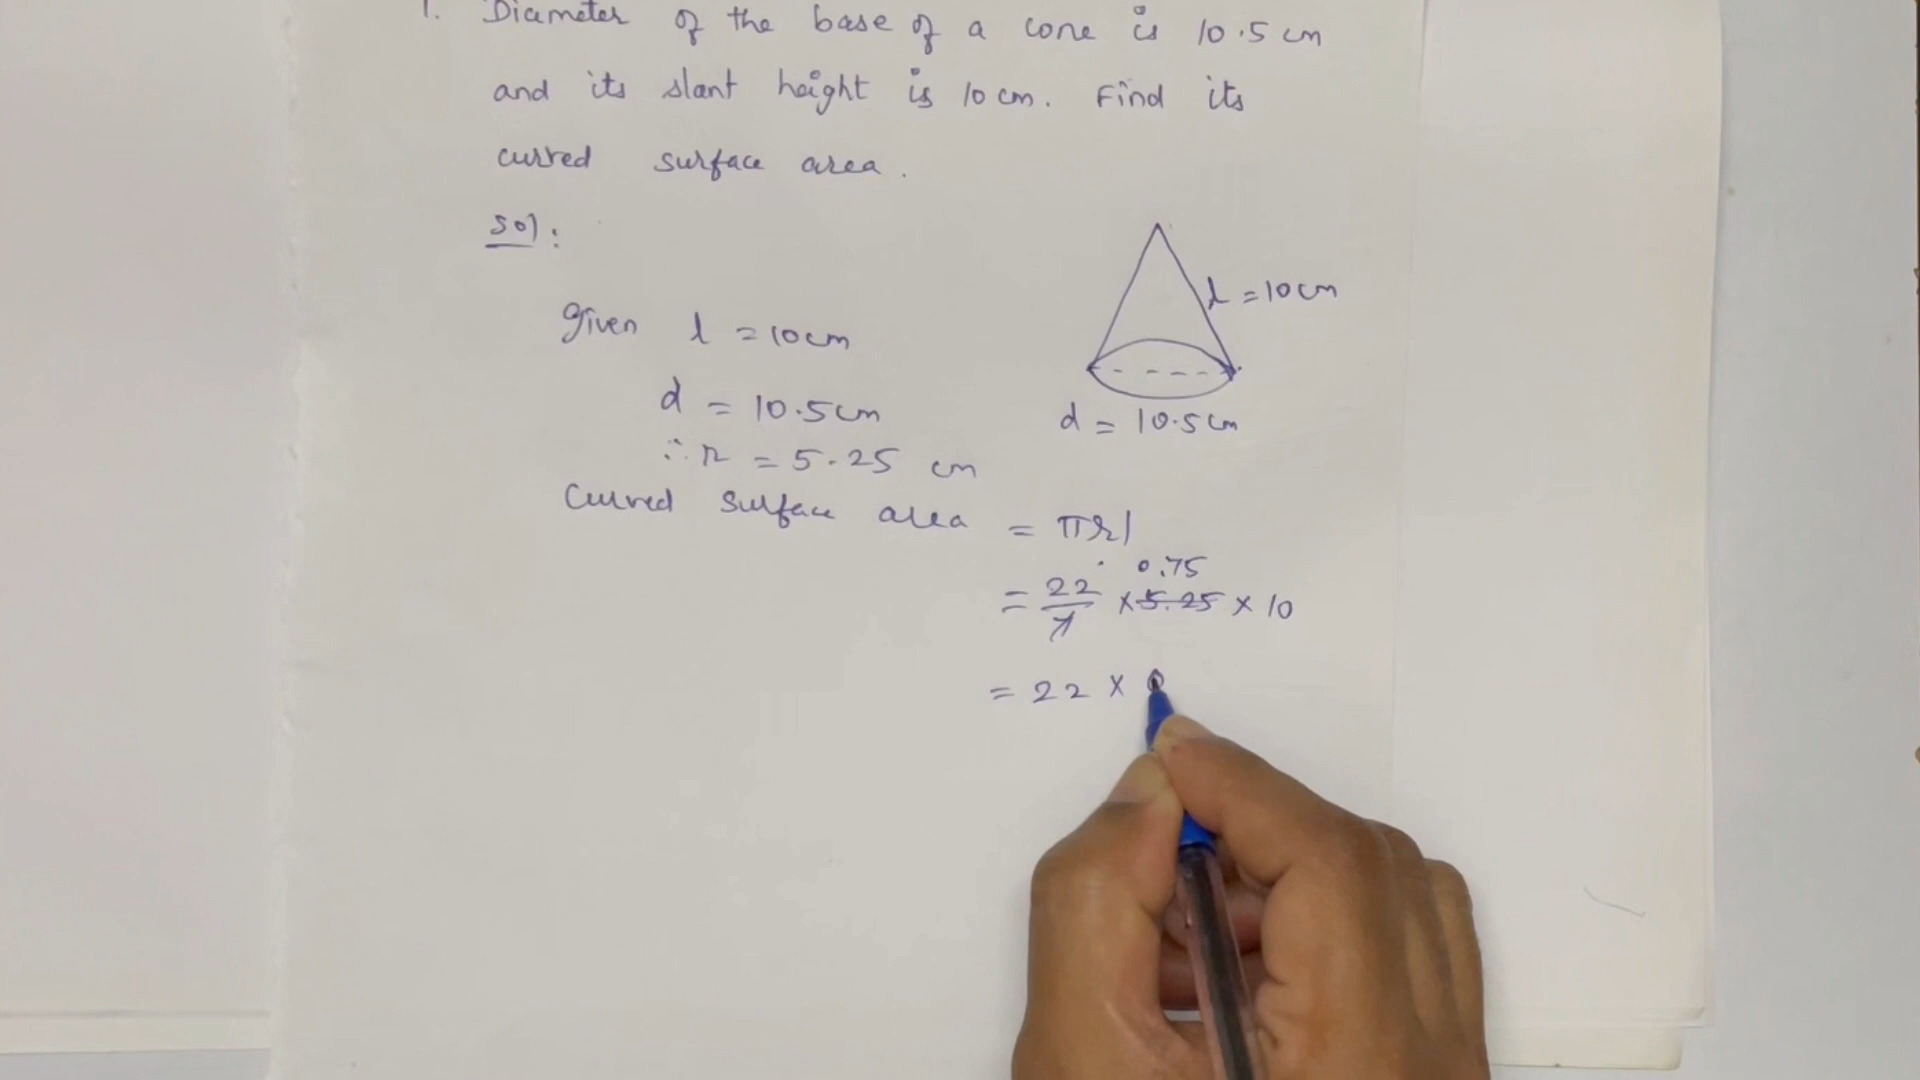 1. Diameter of the base of a cone is 10.5 cm
and its slant height is 10 cm. Find its
curved surface area.
Sol:
Given l = 10cm
l = 10cm
d = 10.5cm
d = 10.5cm
∴ r = 5.25 cm
Curved surface area = πrl
0.75
= 22/7 × 5.25 × 10
= 22 × 0